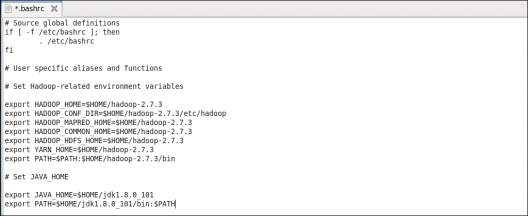 *.bashrc
# Source global definitions
if [ -f /etc/bashrc ]; then
        . /etc/bashrc
fi
# User specific aliases and functions
# Set Hadoop-related environment variables
export HADOOP_HOME=$HOME/hadoop-2.7.3
export HADOOP_CONF_DIR=$HOME/hadoop-2.7.3/etc/hadoop
export HADOOP_MAPRED_HOME=$HOME/hadoop-2.7.3
export HADOOP_COMMON_HOME=$HOME/hadoop-2.7.3
export HADOOP_HDFS_HOME=$HOME/hadoop-2.7.3
export YARN_HOME=$HOME/hadoop-2.7.3
export PATH=$PATH:$HOME/hadoop-2.7.3/bin
# Set JAVA_HOME
export JAVA_HOME=$HOME/jdk1.8.0_101
export PATH=$HOME/jdk1.8.0_101/bin:$PATH